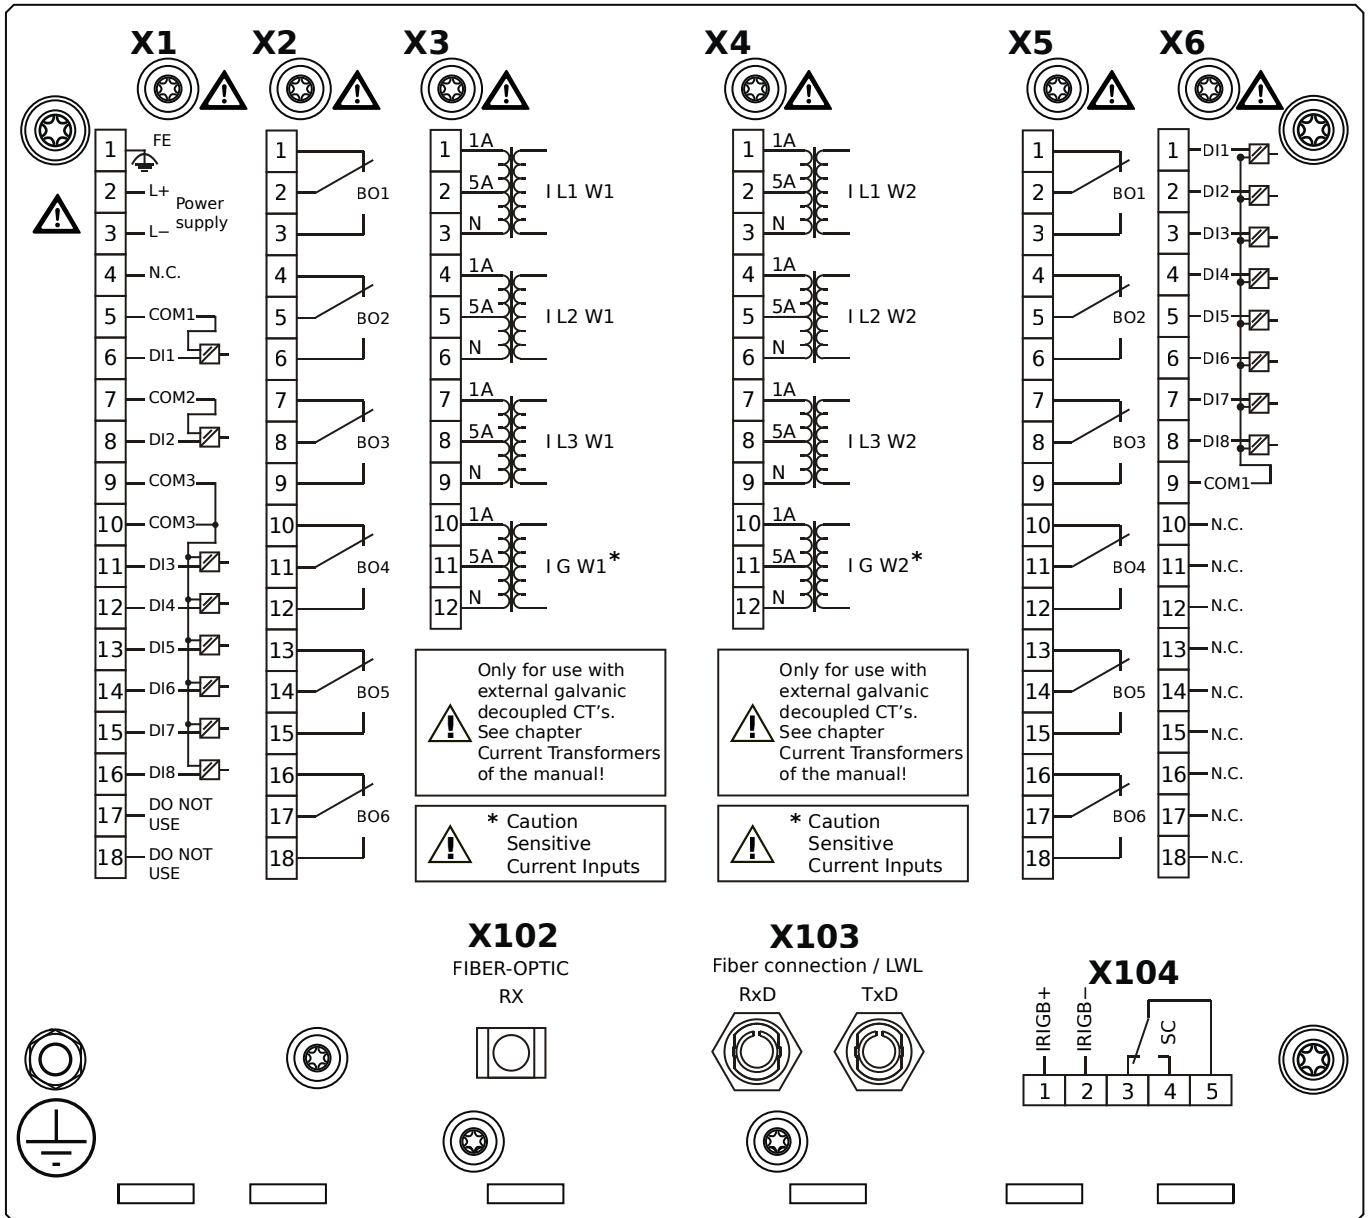 X1
X2
X3
X4
X5
X6
1 FE
2 L+
Power
supply
3 L−
4 N.C.
5 COM1
6 DI1
7 COM2
8 DI2
9 COM3
10 COM3
11 DI3
12 DI4
13 DI5
14 DI6
15 DI7
16 DI8
17 DO NOT
USE
18 DO NOT
USE
1
2 BO1
3
4
5 BO2
6
7
8 BO3
9
10
11 BO4
12
13
14 BO5
15
16
17 BO6
18
1 1A
2 5A I L1 W1
3 N
4 1A
5 5A I L2 W1
6 N
7 1A
8 5A I L3 W1
9 N
10 1A
11 5A I G W1*
12 N
Only for use with
external galvanic
decoupled CT’s.
See chapter
Current Transformers
of the manual!
* Caution
Sensitive
Current Inputs
1 1A
2 5A I L1 W2
3 N
4 1A
5 5A I L2 W2
6 N
7 1A
8 5A I L3 W2
9 N
10 1A
11 5A I G W2*
12 N
Only for use with
external galvanic
decoupled CT’s.
See chapter
Current Transformers
of the manual!
* Caution
Sensitive
Current Inputs
1
2 BO1
3
4
5 BO2
6
7
8 BO3
9
10
11 BO4
12
13
14 BO5
15
16
17 BO6
18
1 DI1
2 DI2
3 DI3
4 DI4
5 DI5
6 DI6
7 DI7
8 DI8
9 COM1
10 N.C.
11 N.C.
12 N.C.
13 N.C.
14 N.C.
15 N.C.
16 N.C.
17 N.C.
18 N.C.
X102
FIBER-OPTIC
RX
X103
Fiber connection / LWL
RxD TxD
X104
IRIGB+
IRIGB−
SC
1 2 3 4 5